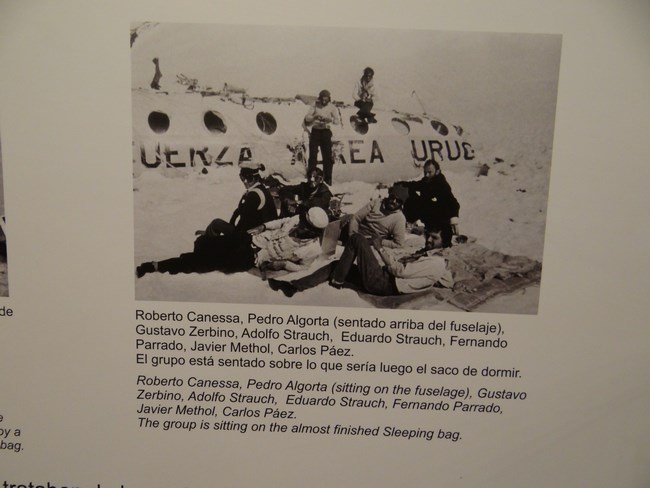 FUERZA AEREA URUG
Roberto Canessa, Pedro Algorta (sentado arriba del fuselaje),
Gustavo Zerbino, Adolfo Strauch, Eduardo Strauch, Fernando
Parrado, Javier Methol, Carlos Páez.
El grupo está sentado sobre lo que sería luego el saco de dormir.
Roberto Canessa, Pedro Algorta (sitting on the fuselage), Gustavo
Zerbino, Adolfo Strauch, Eduardo Strauch, Fernando Parrado,
Javier Methol, Carlos Páez.
The group is sitting on the almost finished Sleeping bag.
de
e
by a
bag.